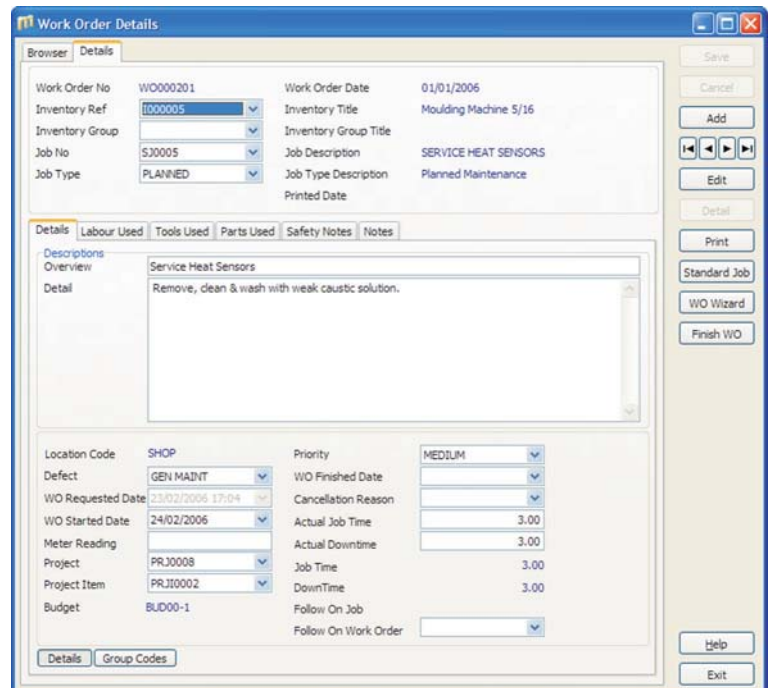 Work Order Details
Browser Details
Save
Work Order No WO000201 Work Order Date 01/01/2006
Cancel
Inventory Ref I000005 Inventory Title Moulding Machine 5/16
Add
Inventory Group Inventory Group Title
Job No SJ0005 Job Description SERVICE HEAT SENSORS
Job Type PLANNED Job Type Description Planned Maintenance
Edit
Printed Date
Detail
Details Labour Used Tools Used Parts Used Safety Notes Notes
Print
Descriptions
Overview Service Heat Sensors
Standard Job
Detail Remove, clean & wash with weak caustic solution.
WO Wizard
Finish WO
Location Code SHOP Priority MEDIUM
Defect GEN MAINT WO Finished Date
WO Requested Date 23/02/2006 17:04 Cancellation Reason
WO Started Date 24/02/2006 Actual Job Time 3.00
Meter Reading Actual Downtime 3.00
Project PRJ0008 Job Time 3.00
Project Item PRJI0002 DownTime 3.00
Budget BUD00-1 Follow On Job
Follow On Work Order
Help
Details Group Codes
Exit